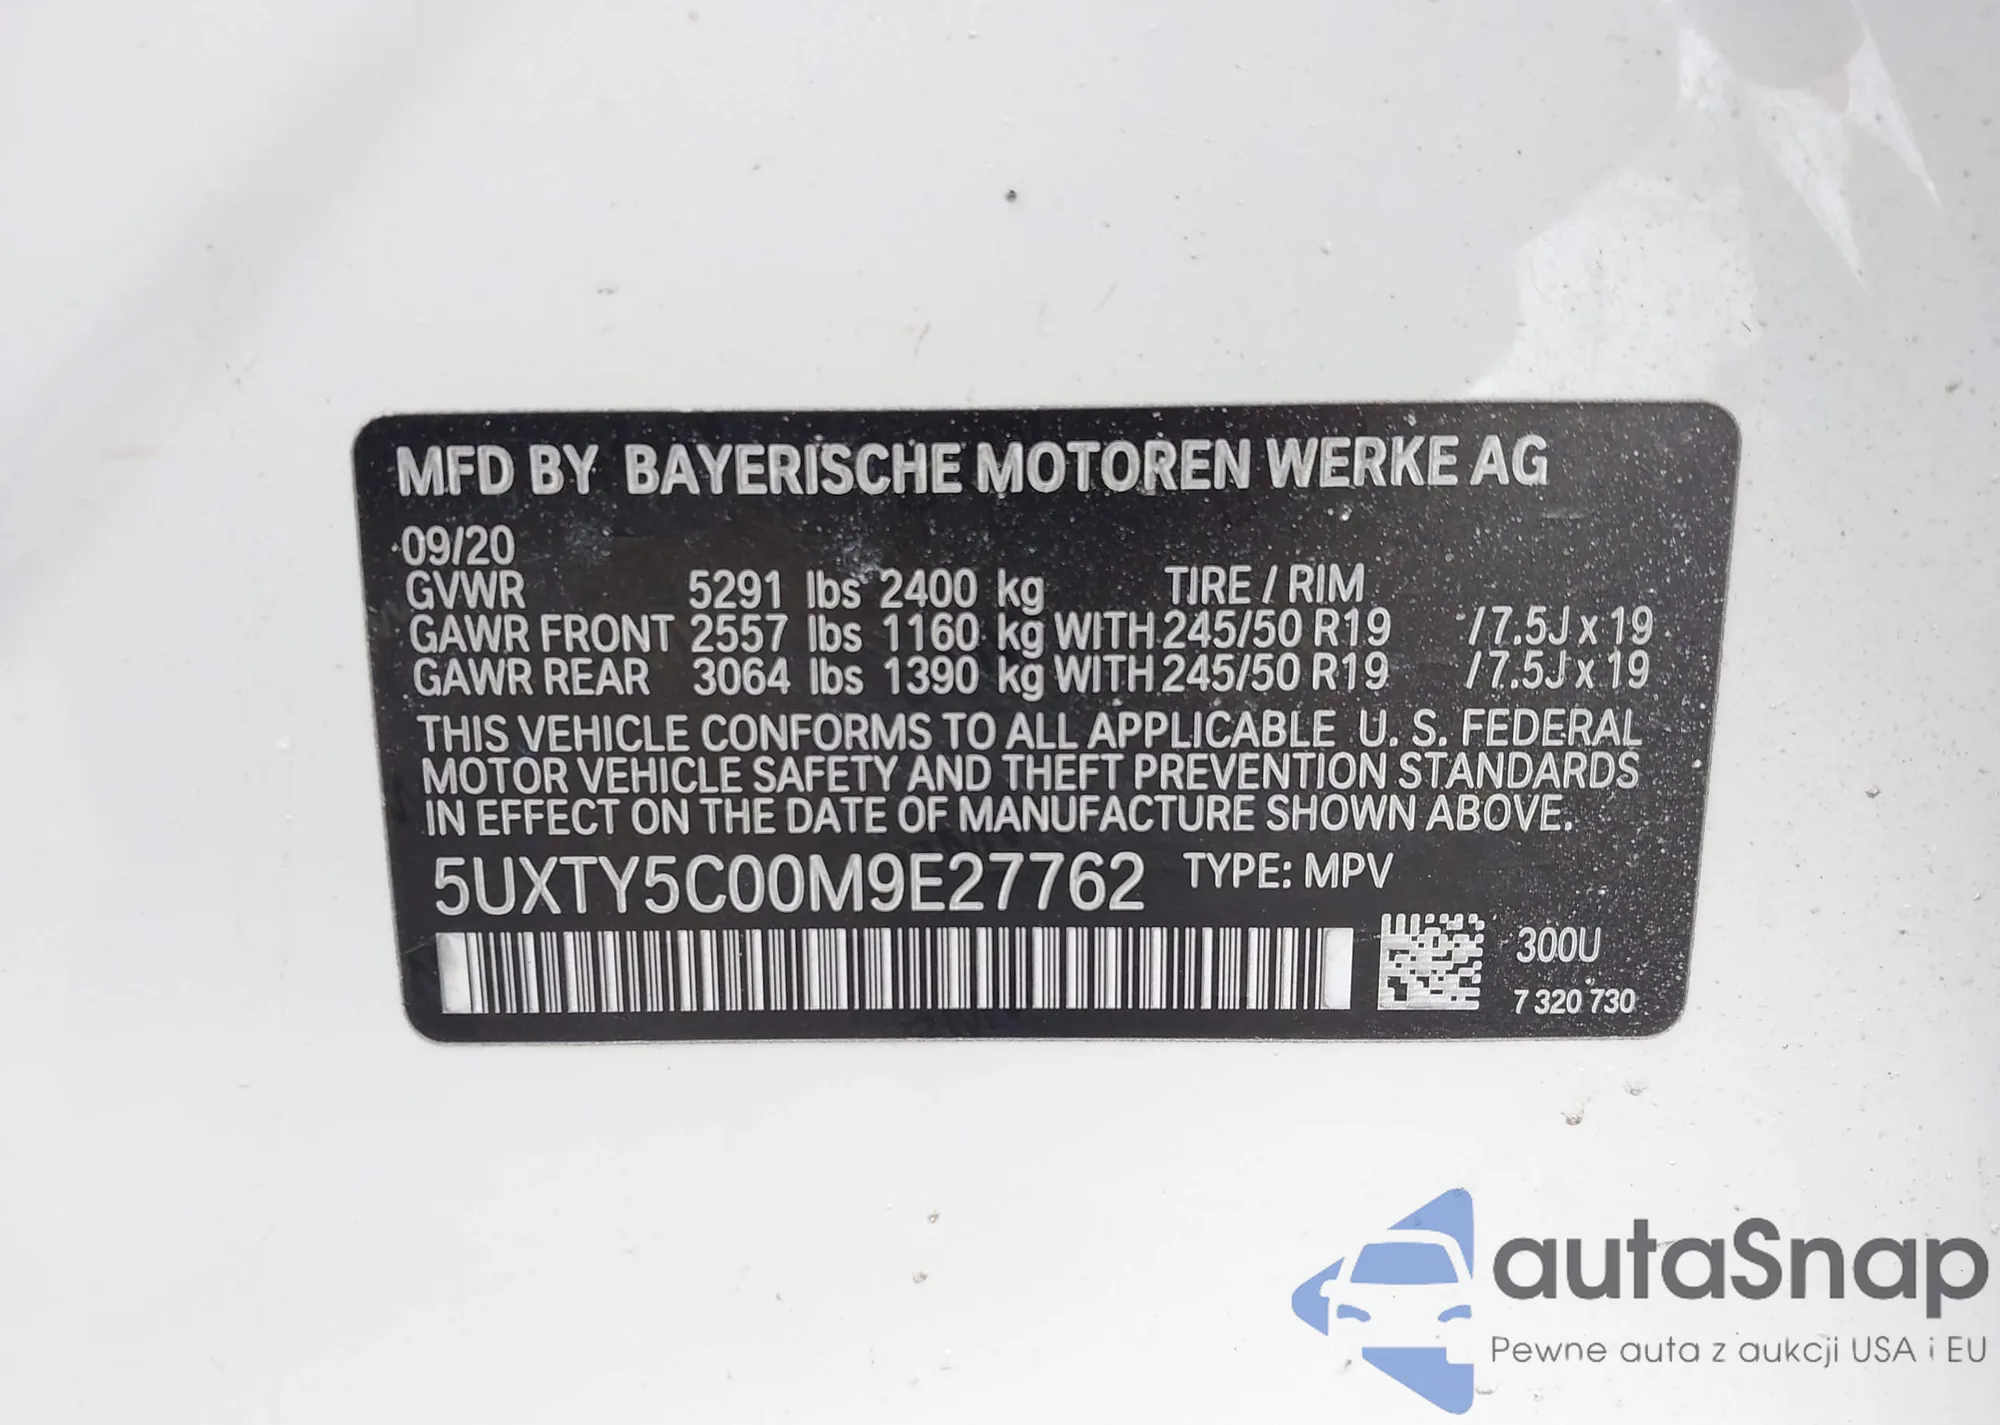 MFD BY BAYERISCHE MOTOREN WERKE AG
09/20
GVWR 5291 lbs 2400 kg TIRE / RIM
GAWR FRONT 2557 lbs 1160 kg WITH 245/50 R19 /7.5J x 19
GAWR REAR 3064 lbs 1390 kg WITH 245/50 R19 /7.5J x 19
THIS VEHICLE CONFORMS TO ALL APPLICABLE U. S. FEDERAL
MOTOR VEHICLE SAFETY AND THEFT PREVENTION STANDARDS
IN EFFECT ON THE DATE OF MANUFACTURE SHOWN ABOVE.
5UXTY5C00M9E27762 TYPE: MPV
300U
7 320 730
autaSnap
Pewne auta z aukcji USA i EU